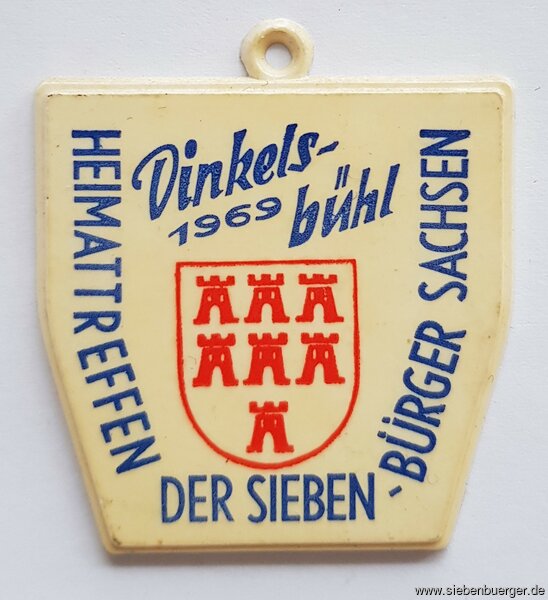 Dinkels-
1969 bühl
HEIMATTREFFEN
DER SIEBEN-
BÜRGER SACHSEN
www.siebenbuerger.de